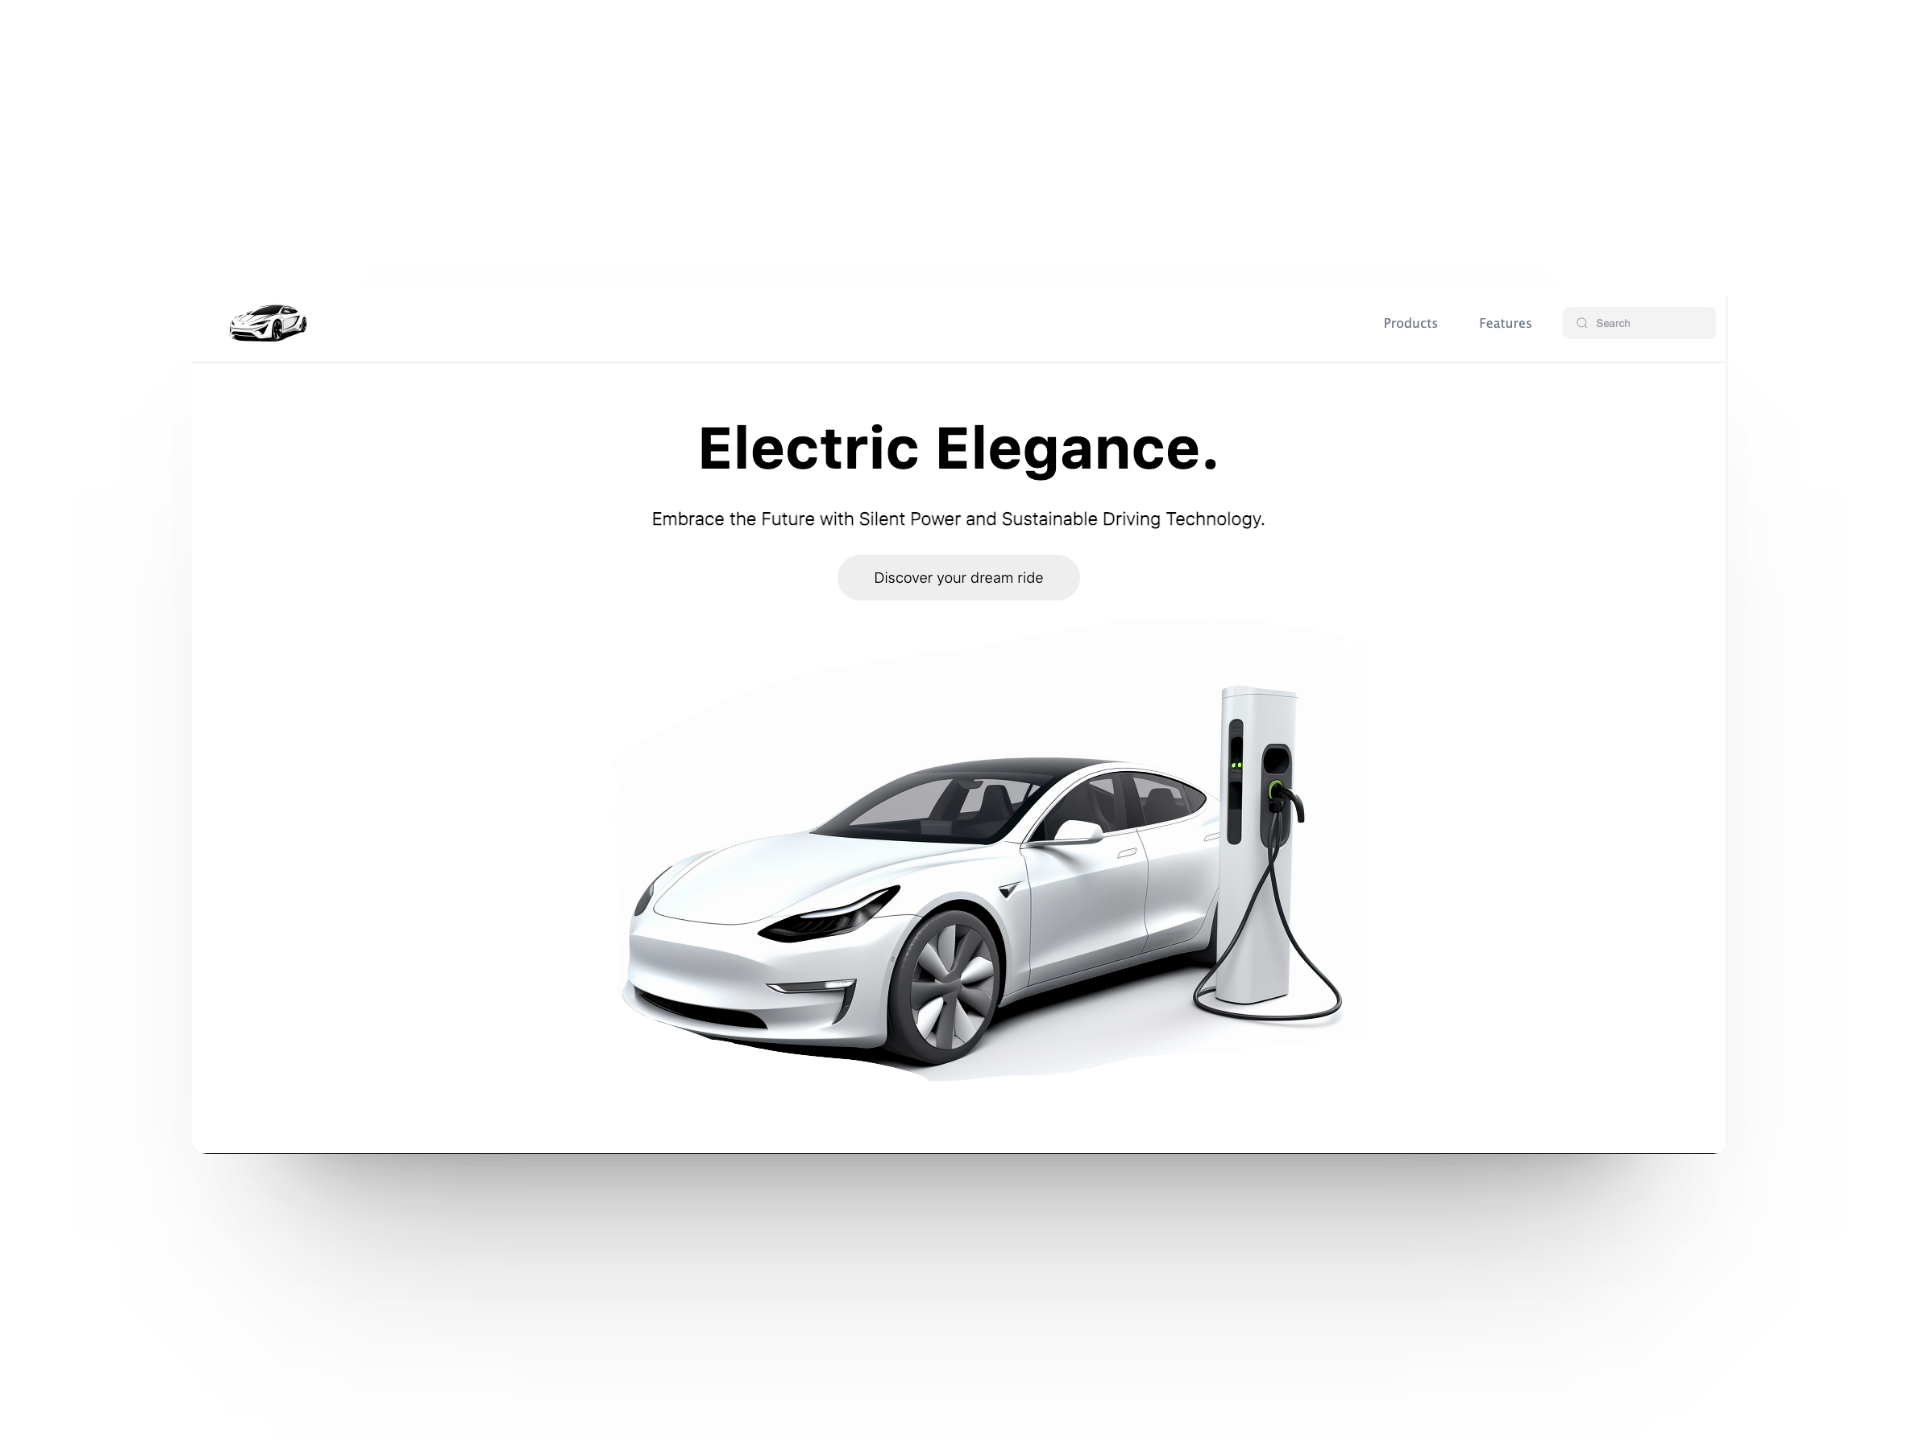 Products
Features
Search
Electric Elegance.
Embrace the Future with Silent Power and Sustainable Driving Technology.
Discover your dream ride